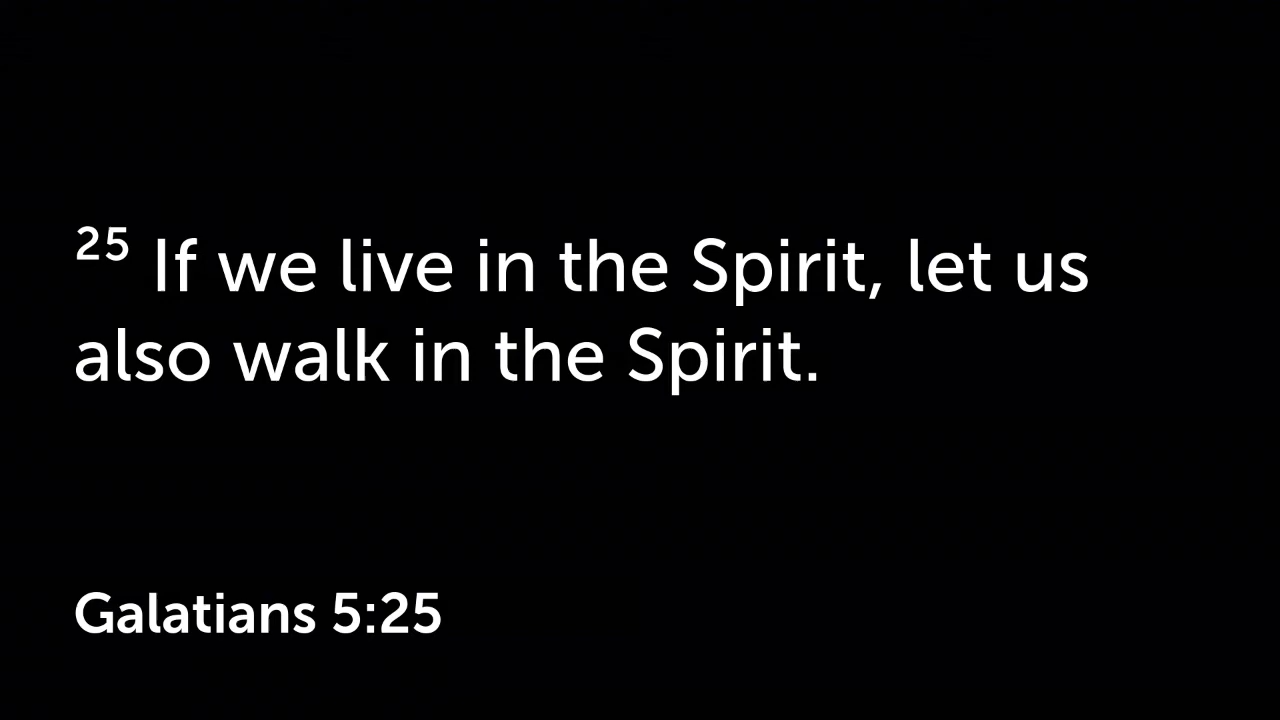 25 If we live in the Spirit, let us
also walk in the Spirit.
Galatians 5:25